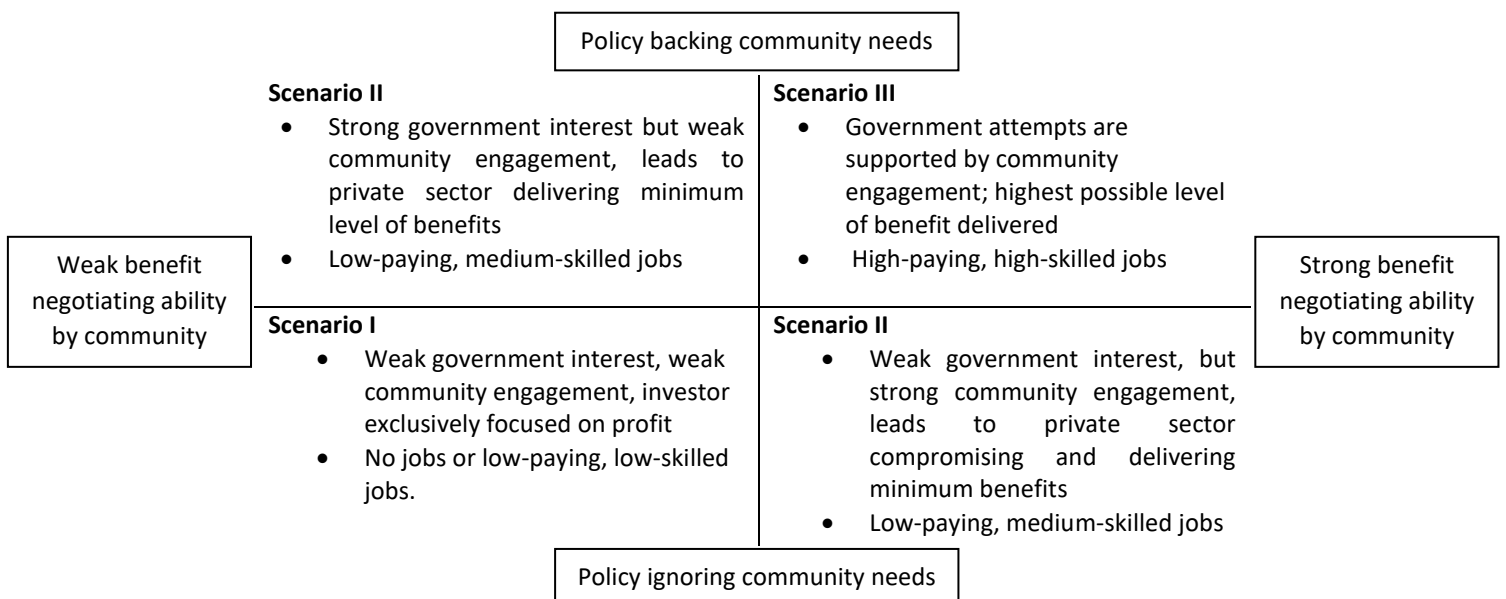 Policy backing community needs
Scenario II
• Strong government interest but weak
community engagement, leads to
private sector delivering minimum
level of benefits
• Low-paying, medium-skilled jobs
Scenario III
• Government attempts are
supported by community
engagement; highest possible level
of benefit delivered
• High-paying, high-skilled jobs
Weak benefit
negotiating ability
by community
Strong benefit
negotiating ability
by community
Scenario I
• Weak government interest, weak
community engagement, investor
exclusively focused on profit
• No jobs or low-paying, low-skilled
jobs.
Scenario II
• Weak government interest, but
strong community engagement,
leads to private sector
compromising and delivering
minimum benefits
• Low-paying, medium-skilled jobs
Policy ignoring community needs